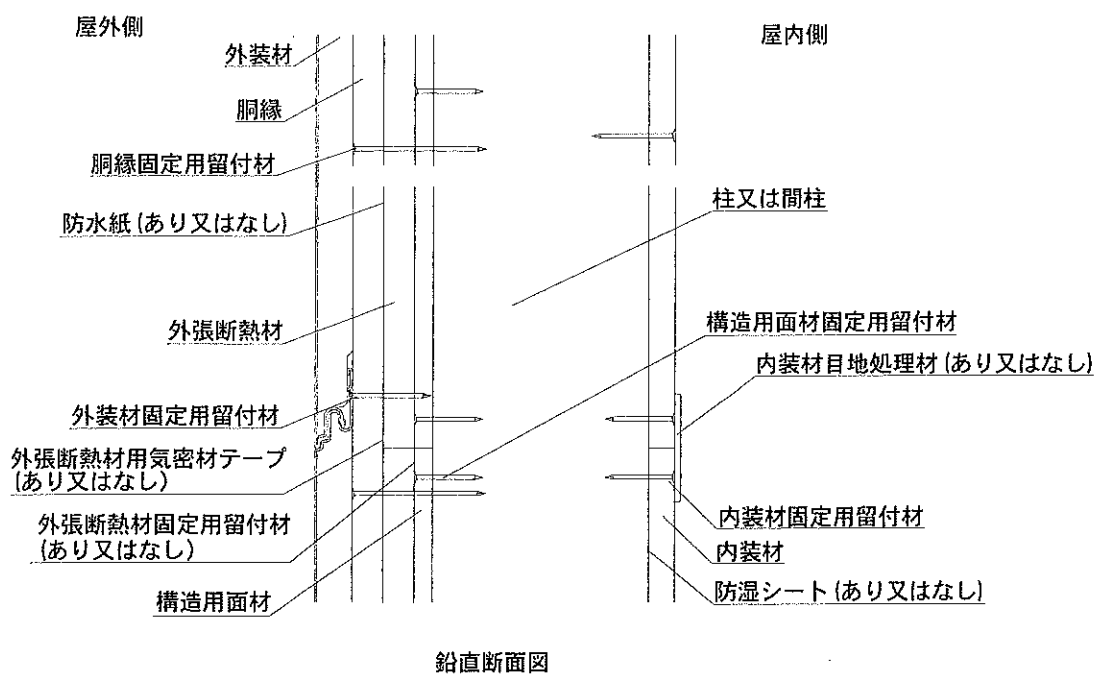 屋外側
屋内側
外装材
胴縁
胴縁固定用留付材
防水紙(あり又はなし)
外張断熱材
外装材固定用留付材
外張断熱材用気密材テープ
(あり又はなし)
外張断熱材固定用留付材
(あり又はなし)
構造用面材
柱又は間柱
構造用面材固定用留付材
内装材目地処理材(あり又はなし)
内装材固定用留付材
内装材
防湿シート(あり又はなし)
鉛直断面図